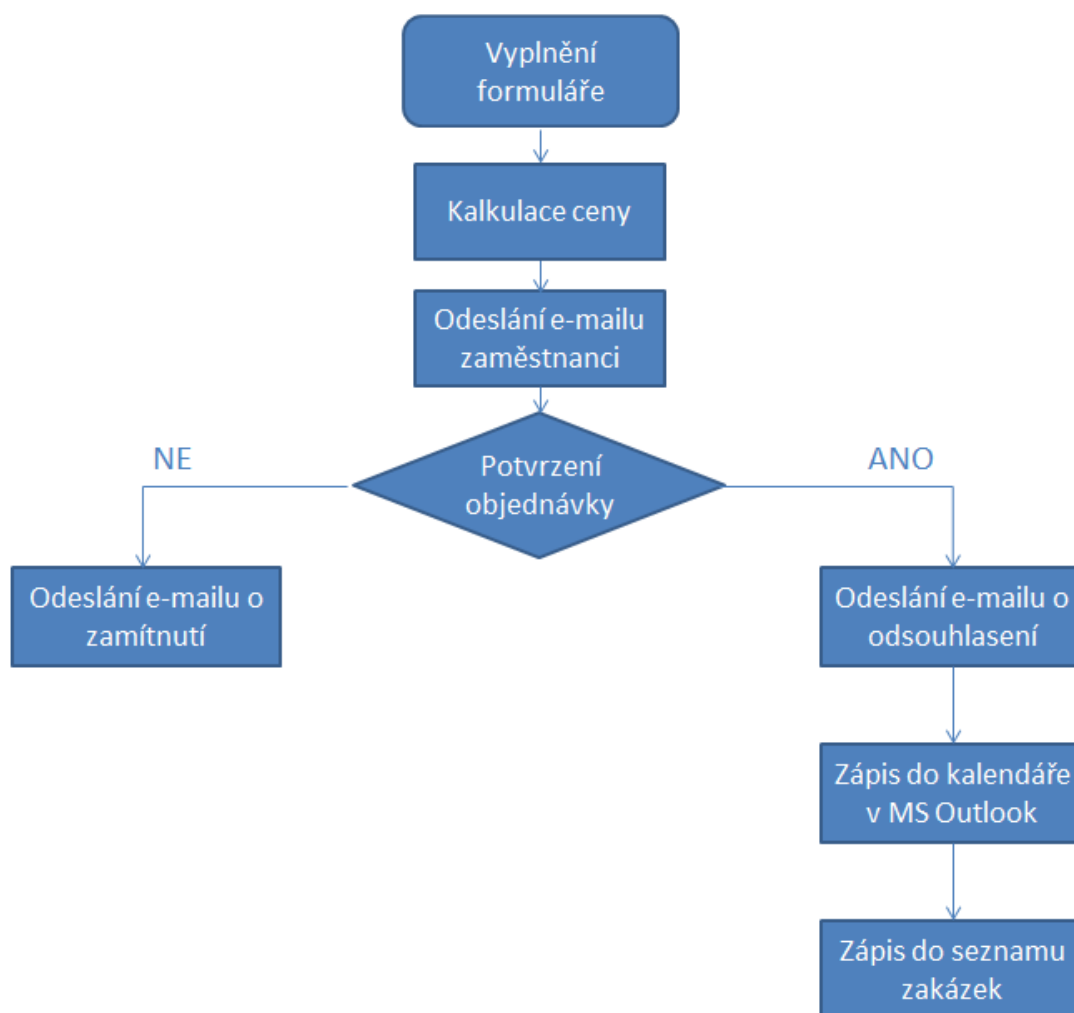 Vyplnění
formuláře
Kalkulace ceny
Odeslání e-mailu
zaměstnanci
Potvrzení
objednávky
NE
ANO
Odeslání e-mailu o
zamítnutí
Odeslání e-mailu o
odsouhlasení
Zápis do kalendáře
v MS Outlook
Zápis do seznamu
zakázek